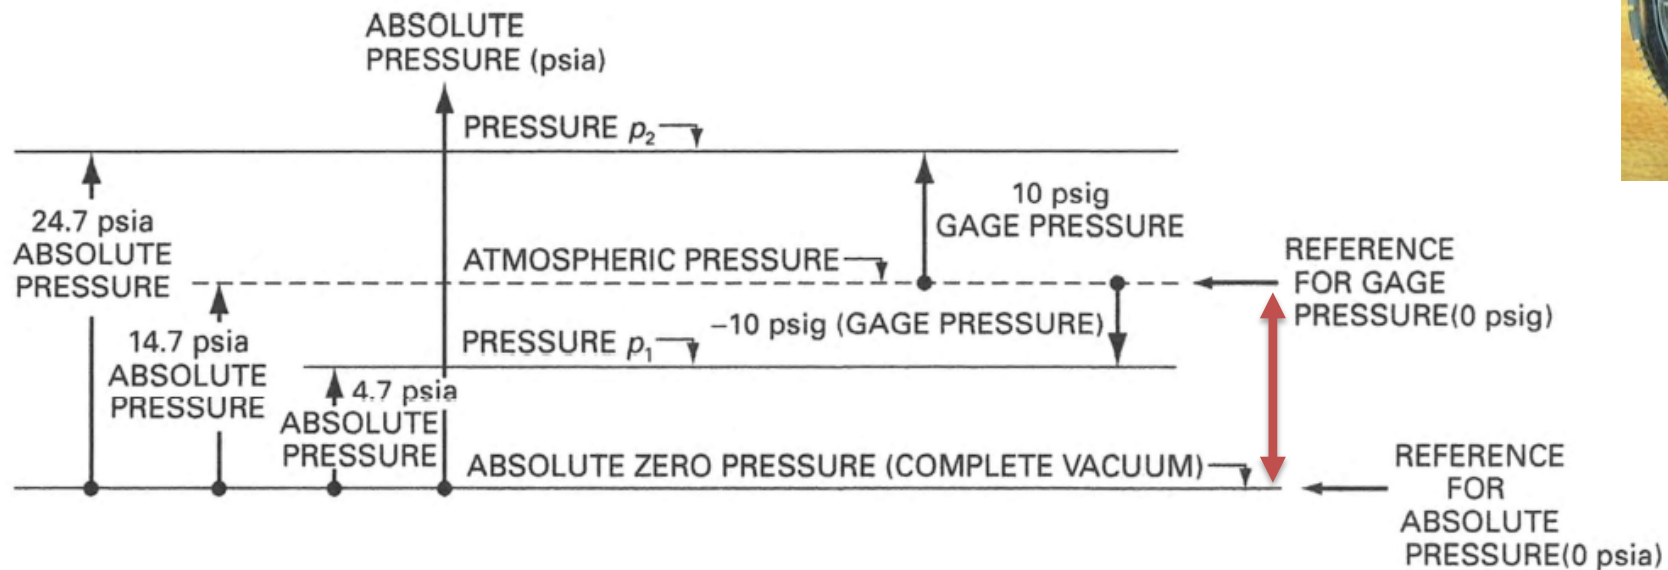 ABSOLUTE
PRESSURE (psia)
PRESSURE p₂
24.7 psia
ABSOLUTE
PRESSURE
10 psig
GAGE PRESSURE
ATMOSPHERIC PRESSURE
REFERENCE
FOR GAGE
PRESSURE(0 psig)
−10 psig (GAGE PRESSURE)
14.7 psia
ABSOLUTE
PRESSURE
PRESSURE p₁
4.7 psia
ABSOLUTE
PRESSURE
ABSOLUTE ZERO PRESSURE (COMPLETE VACUUM)
REFERENCE
FOR
ABSOLUTE
PRESSURE(0 psia)